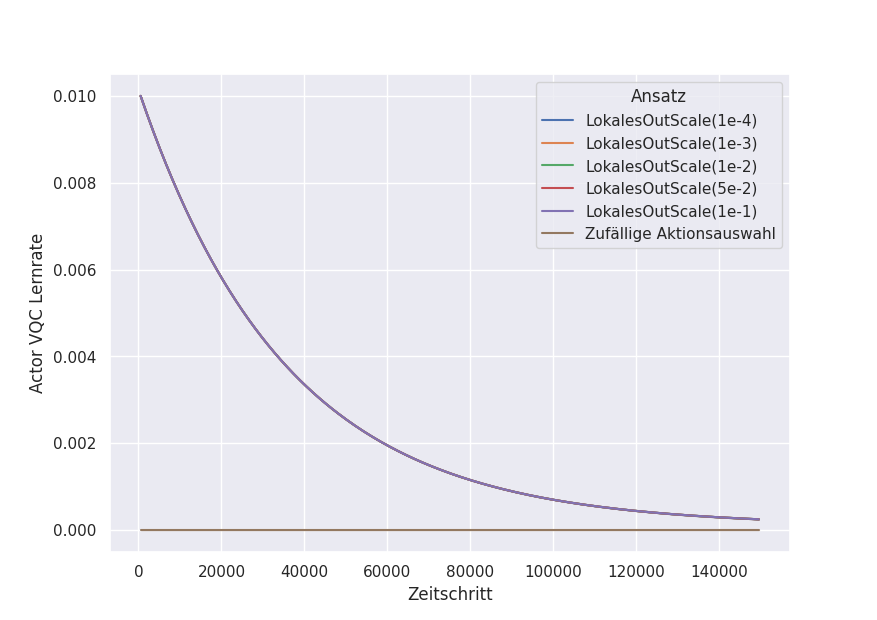 Ansatz
LokalesOutScale(1e-4)
LokalesOutScale(1e-3)
LokalesOutScale(1e-2)
LokalesOutScale(5e-2)
LokalesOutScale(1e-1)
Zufällige Aktionsauswahl
Actor VQC Lernrate
0.010
0.008
0.006
0.004
0.002
0.000
0 20000 40000 60000 80000 100000 120000 140000
Zeitschritt